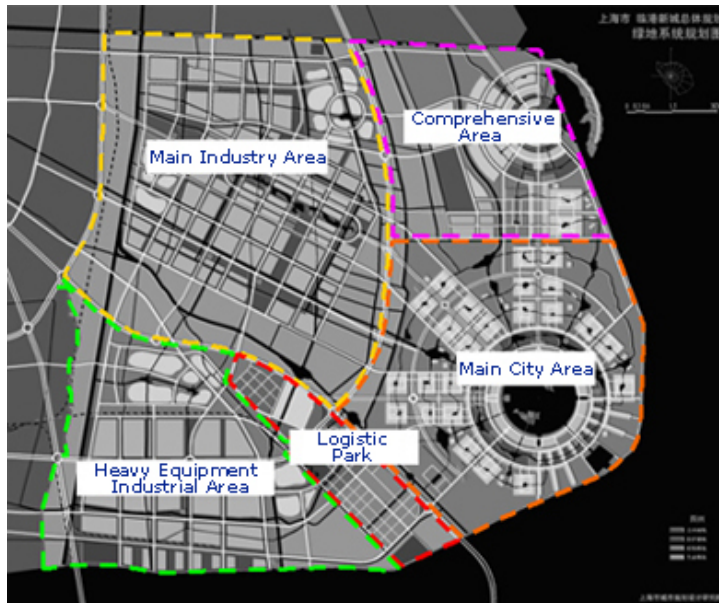 上海市 临港新城总体规划
绿地系统规划图
Comprehensive
Area
Main Industry Area
Main City Area
Logistic
Park
Heavy Equipment
Industrial Area